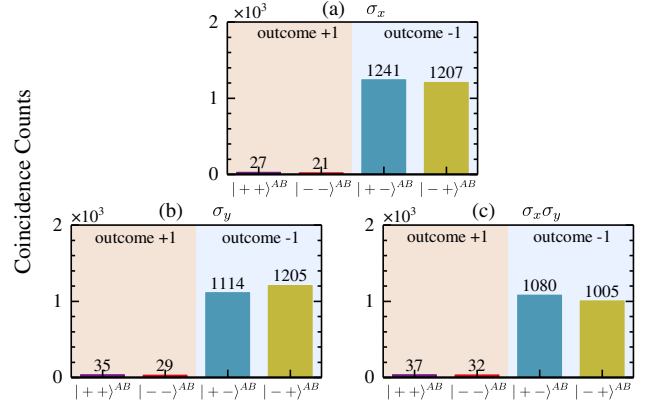 Coincidence Counts
(a) σₓ
×10³
outcome +1 outcome -1
2
1
0
27 21 1241 1207
|++⟩ᴬᴮ |−−⟩ᴬᴮ |+−⟩ᴬᴮ |−+⟩ᴬᴮ
(b) σ_y
×10³
outcome +1 outcome -1
2
1
0
35 29 1114 1205
|++⟩ᴬᴮ |−−⟩ᴬᴮ |+−⟩ᴬᴮ |−+⟩ᴬᴮ
(c) σₓσ_y
×10³
outcome +1 outcome -1
2
1
0
37 32 1080 1005
|++⟩ᴬᴮ |−−⟩ᴬᴮ |+−⟩ᴬᴮ |−+⟩ᴬᴮ